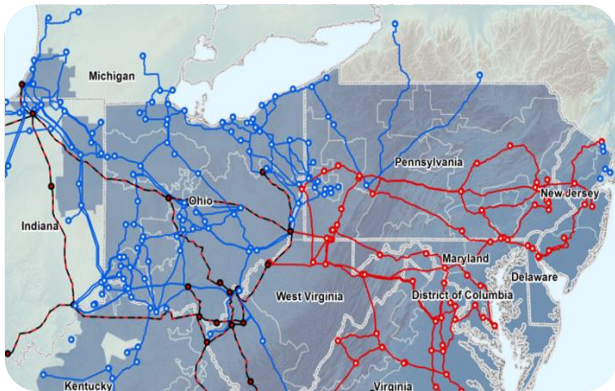 Michigan
Pennsylvania
New Jersey
Ohio
Indiana
Maryland
Delaware
West Virginia
District of Columbia
Kentucky
Virginia